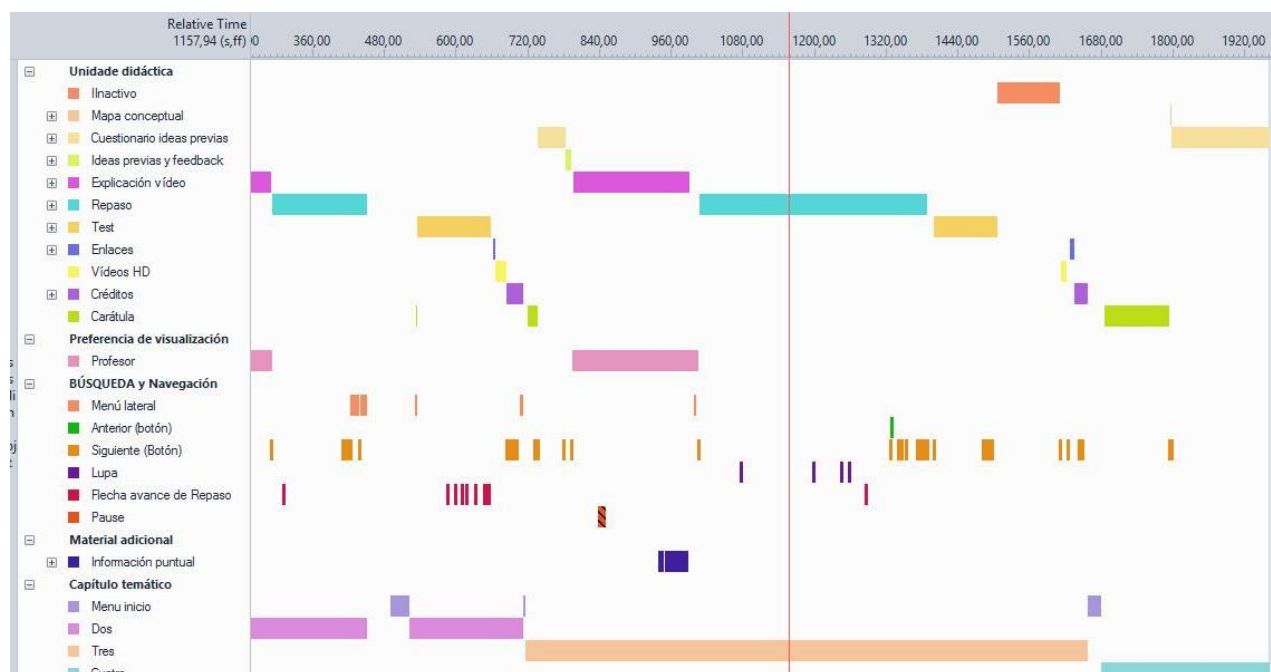 Relative Time
1157,94 (s,ff)
360,00 480,00 600,00 720,00 840,00 960,00 1080,00 1200,00 1320,00 1440,00 1560,00 1680,00 1800,00 1920,00
Unidade didáctica
IInactivo
Mapa conceptual
Cuestionario ideas previas
Ideas previas y feedback
Explicación vídeo
Repaso
Test
Enlaces
Vídeos HD
Créditos
Carátula
Preferencia de visualización
Profesor
BÚSQUEDA y Navegación
Menú lateral
Anterior (botón)
Siguiente (Botón)
Lupa
Flecha avance de Repaso
Pause
Material adicional
Información puntual
Capítulo temático
Menu inicio
Dos
Tres